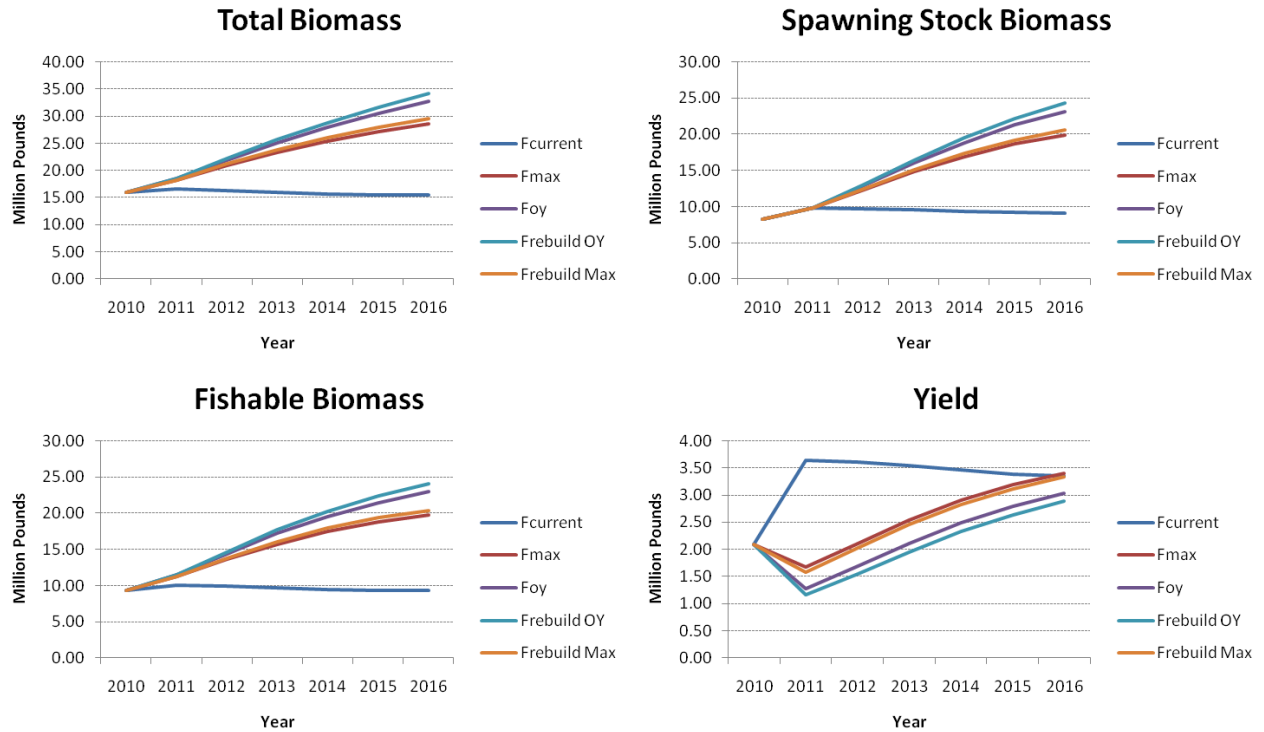 Total Biomass
Million Pounds
40.00
35.00
30.00
25.00
20.00
15.00
10.00
5.00
0.00
2010 2011 2012 2013 2014 2015 2016
Year
Fcurrent
Fmax
Foy
Frebuild OY
Frebuild Max
Spawning Stock Biomass
Million Pounds
30.00
25.00
20.00
15.00
10.00
5.00
0.00
2010 2011 2012 2013 2014 2015 2016
Year
Fcurrent
Fmax
Foy
Frebuild OY
Frebuild Max
Fishable Biomass
Million Pounds
30.00
25.00
20.00
15.00
10.00
5.00
0.00
2010 2011 2012 2013 2014 2015 2016
Year
Fcurrent
Fmax
Foy
Frebuild OY
Frebuild Max
Yield
Million Pounds
4.00
3.50
3.00
2.50
2.00
1.50
1.00
0.50
0.00
2010 2011 2012 2013 2014 2015 2016
Year
Fcurrent
Fmax
Foy
Frebuild OY
Frebuild Max